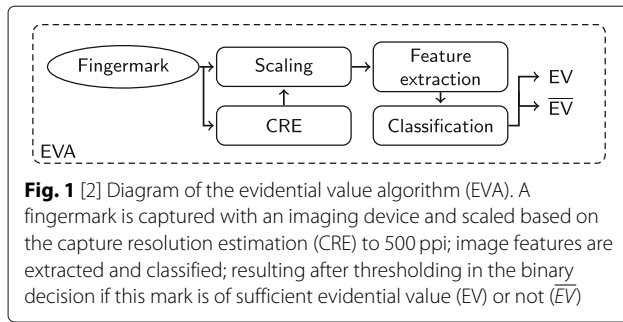 Fingermark
Scaling
Feature
extraction
EV
CRE
Classification
E̅V̅
EVA
Fig. 1 [2] Diagram of the evidential value algorithm (EVA). A
fingermark is captured with an imaging device and scaled based on
the capture resolution estimation (CRE) to 500 ppi; image features are
extracted and classified; resulting after thresholding in the binary
decision if this mark is of sufficient evidential value (EV) or not (E̅V̅)